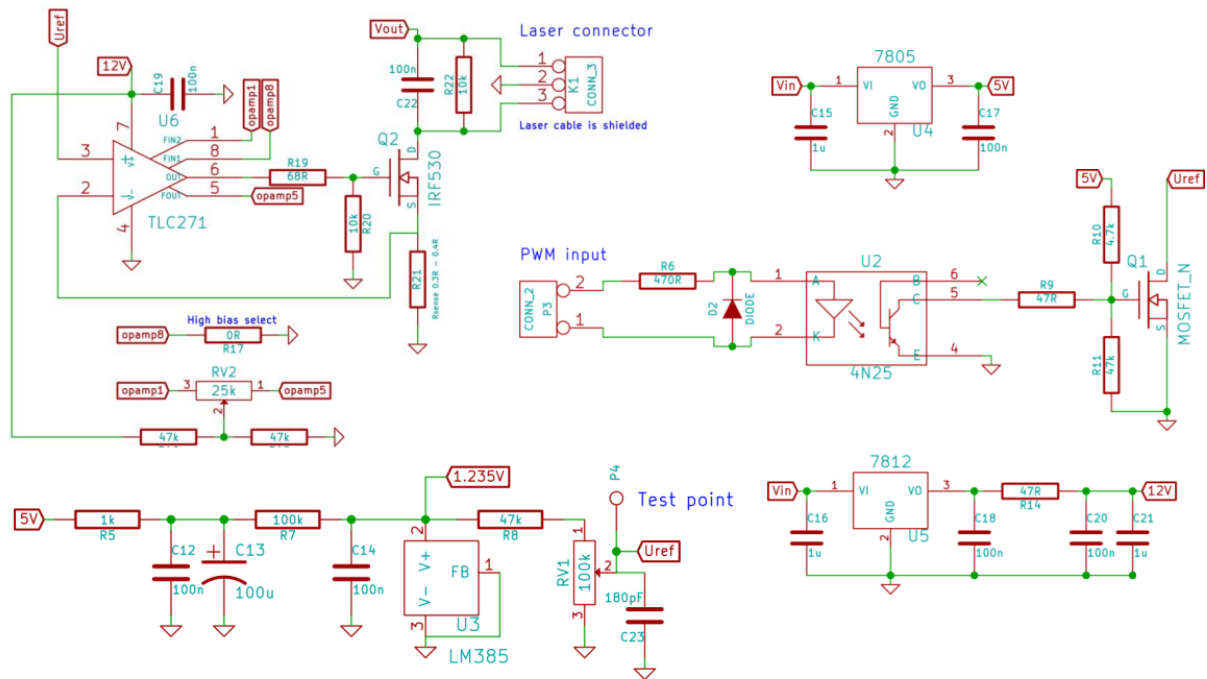 Uref
12V
C19
100n
U6
opamp1
opamp8
7
3
2
4
V+
V-
FIN2
FIN1
OUT
FOUT
1
8
6
5
opamp5
TLC271
R19
68R
10k
R20
Vout
100n
C22
R22
10k
Q2
D
G
S
IRF530
R21
Rsense 0.3R - 0.4R
Laser connector
1
2
3
K1
CONN_3
Laser cable is shielded
7805
Vin
1
VI
VO
3
5V
GND
2
U4
C15
1u
C17
100n
High bias select
opamp8
0R
R17
RV2
opamp1
3
25k
1
opamp5
2
47k
47k
PWM input
CONN_2
P3
2
1
R6
470R
D2
DIODE
U2
1
A
2
K
B
6
C
5
E
4
4N25
R9
47R
5V
R10
4.7k
R11
47k
Uref
Q1
D
G
S
MOSFET_N
5V
1k
R5
C12
100n
C13
100u
100k
R7
C14
100n
1.235V
2
V+
FB
1
V-
3
U3
LM385
47k
R8
1
RV1
100k
2
3
P4
Test point
Uref
180pF
C23
7812
Vin
1
VI
VO
3
GND
2
U5
C16
1u
C18
100n
47R
R14
C20
100n
C21
1u
12V